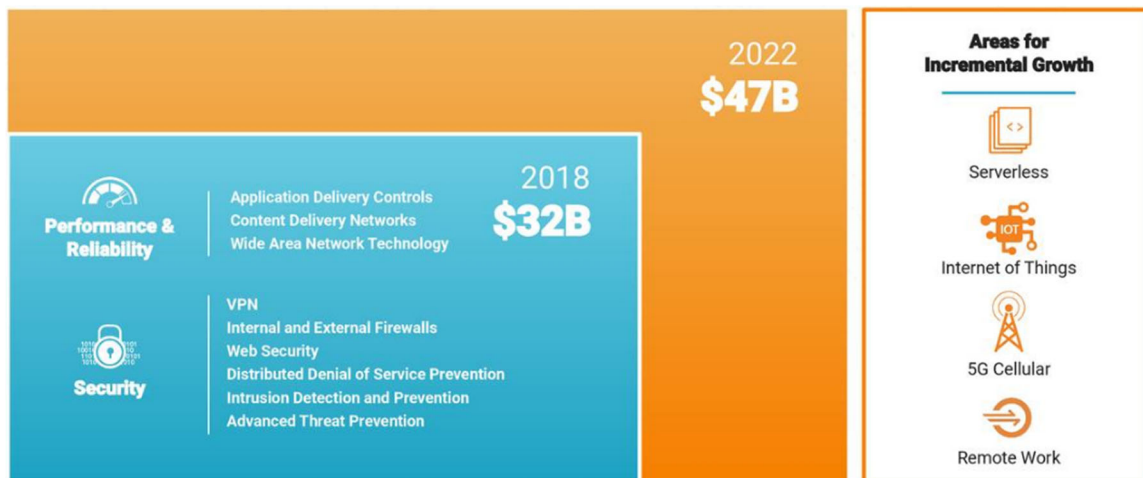 2022
$47B
2018
$32B
Performance &
Reliability
Application Delivery Controls
Content Delivery Networks
Wide Area Network Technology
Security
VPN
Internal and External Firewalls
Web Security
Distributed Denial of Service Prevention
Intrusion Detection and Prevention
Advanced Threat Prevention
Areas for
Incremental Growth
<>
Serverless
IOT
Internet of Things
5G Cellular
Remote Work